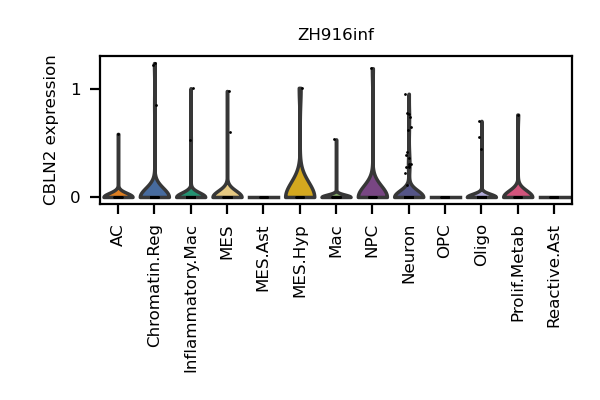 ZH916inf
CBLN2 expression
1
0
AC
Chromatin.Reg
Inflammatory.Mac
MES
MES.Ast
MES.Hyp
Mac
NPC
Neuron
OPC
Oligo
Prolif.Metab
Reactive.Ast